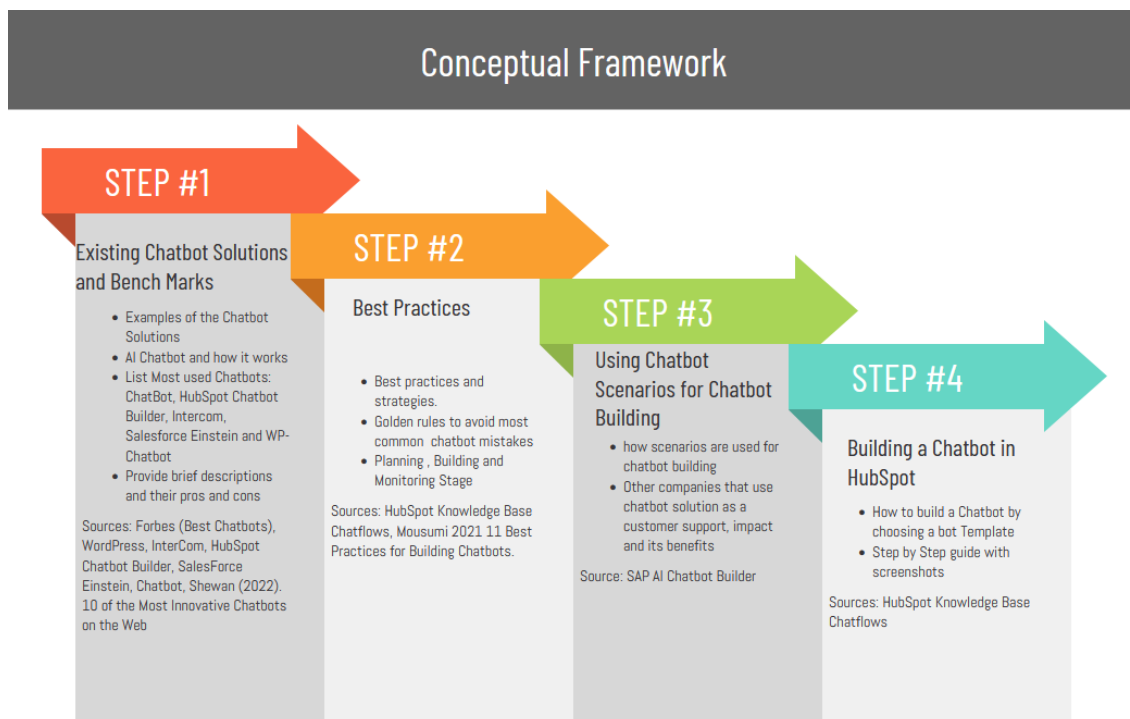 Conceptual Framework
STEP #1
Existing Chatbot Solutions
and Bench Marks
• Examples of the Chatbot
Solutions
• AI Chatbot and how it works
• List Most used Chatbots:
ChatBot, HubSpot Chatbot
Builder, Intercom,
Salesforce Einstein and WP-
Chatbot
• Provide brief descriptions
and their pros and cons
Sources: Forbes (Best Chatbots),
WordPress, InterCom, HubSpot
Chatbot Builder, SalesForce
Einstein, Chatbot, Shewan (2022).
10 of the Most Innovative Chatbots
on the Web
STEP #2
Best Practices
• Best practices and
strategies.
• Golden rules to avoid most
common chatbot mistakes
• Planning , Building and
Monitoring Stage
Sources: HubSpot Knowledge Base
Chatflows, Mousumi 2021 11 Best
Practices for Building Chatbots.
STEP #3
Using Chatbot
Scenarios for Chatbot
Building
• how scenarios are used for
chatbot building
• Other companies that use
chatbot solution as a
customer support, impact
and its benefits
Source: SAP AI Chatbot Builder
STEP #4
Building a Chatbot in
HubSpot
• How to build a Chatbot by
choosing a bot Template
• Step by Step guide with
screenshots
Sources: HubSpot Knowledge Base
Chatflows